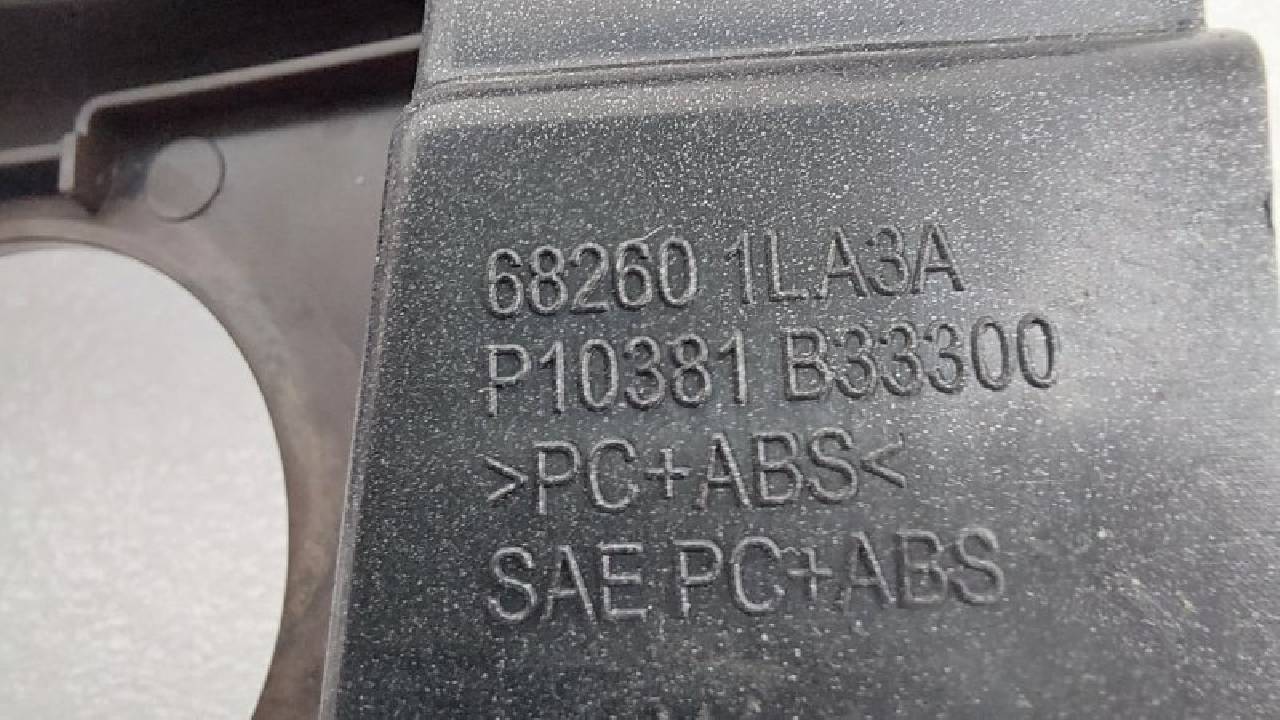 68260 1LA3A
P10381 B33300
>PC+ABS<
SAE PC+ABS